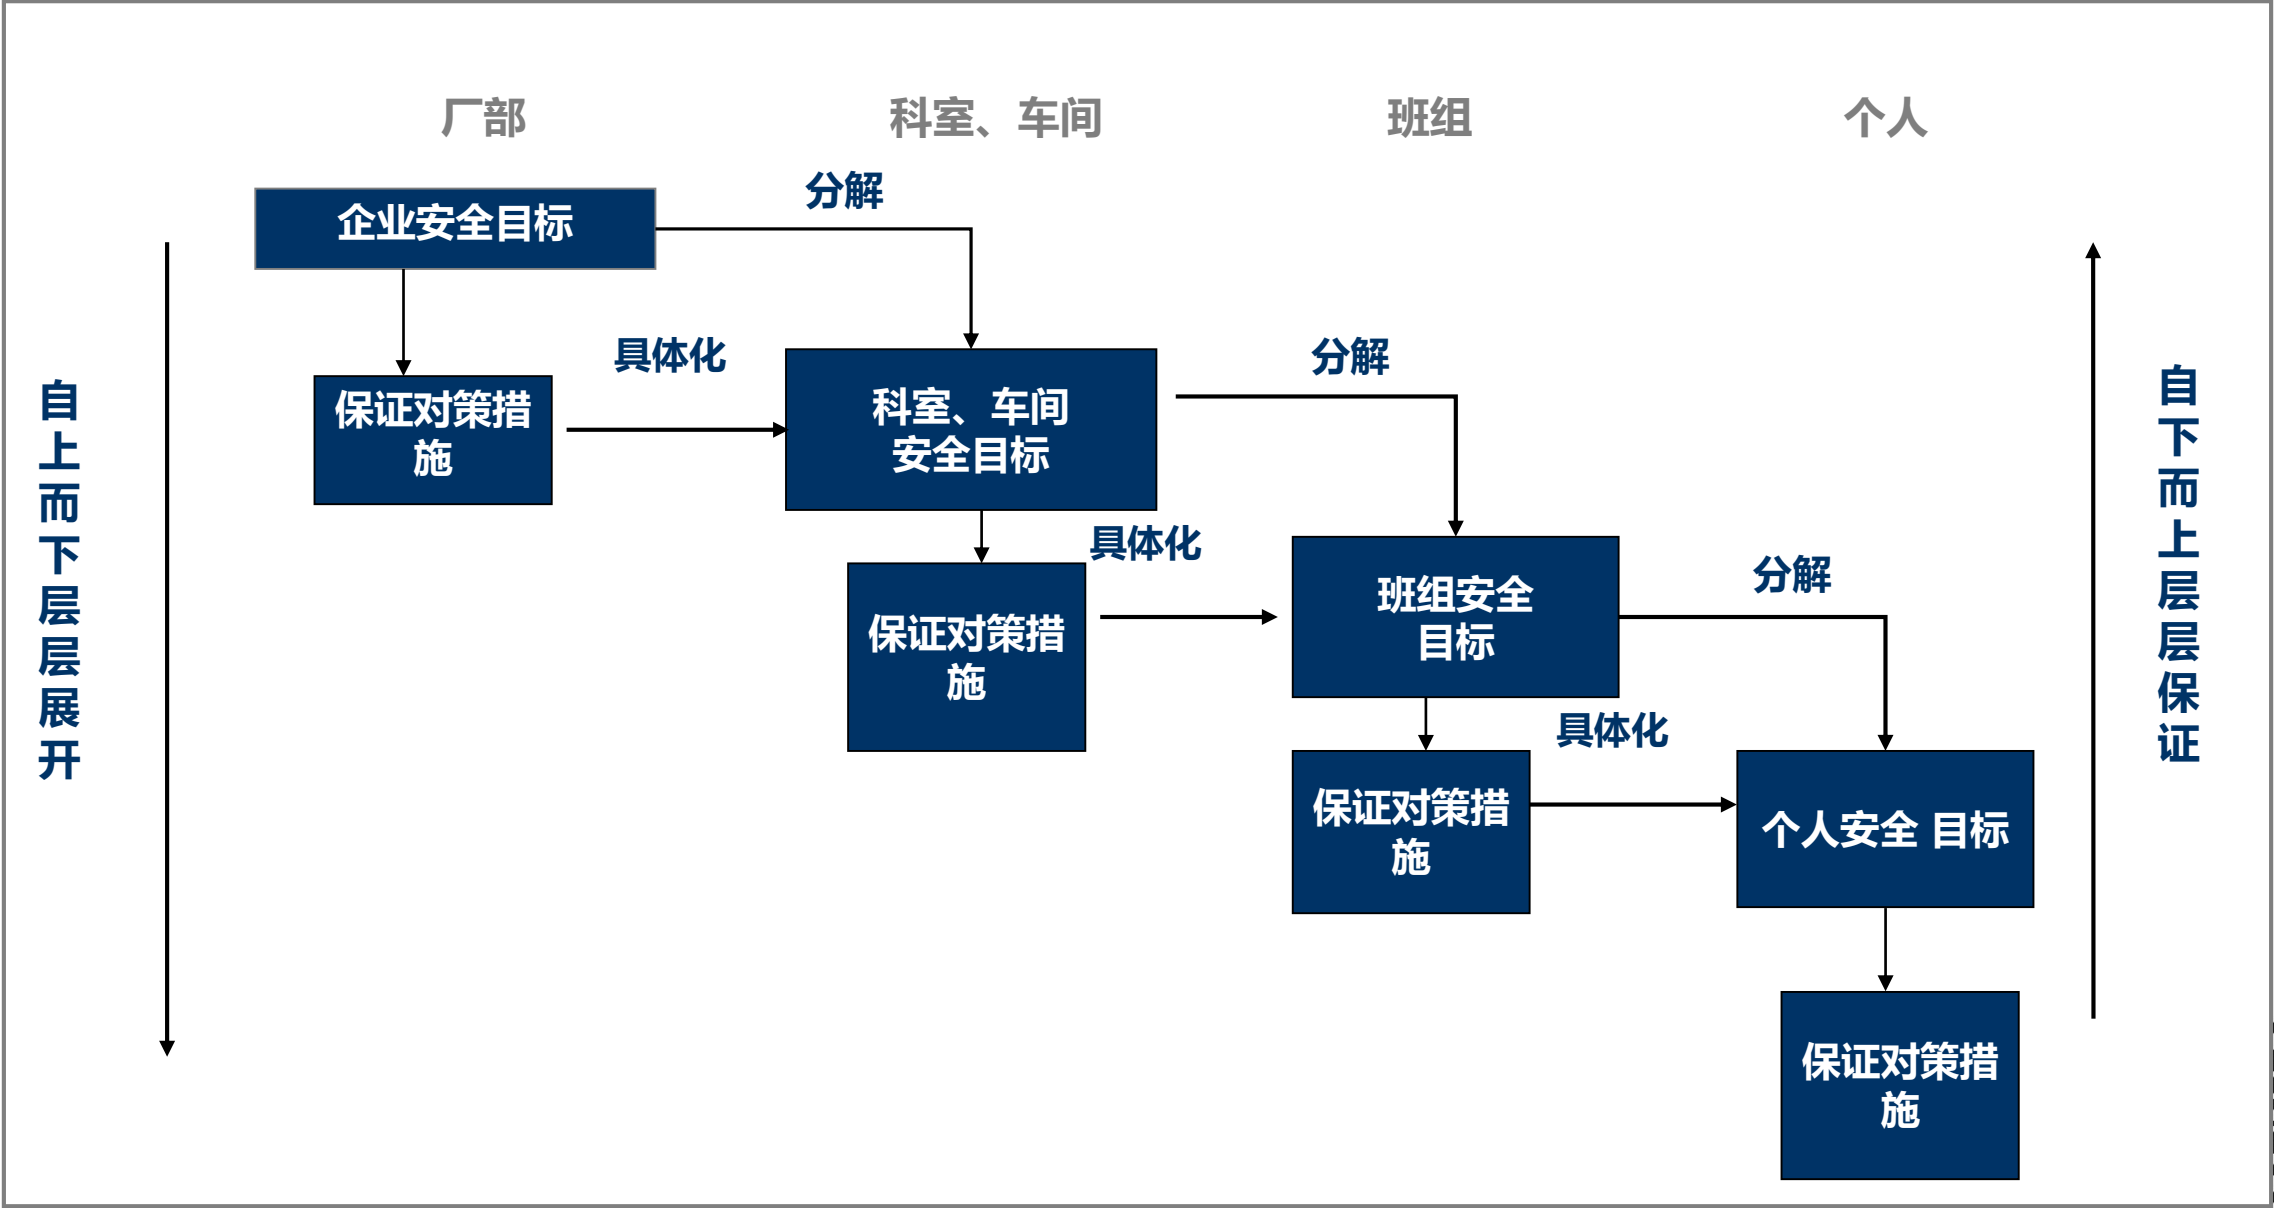 厂部
科室、车间
班组
个人
分解
企业安全目标
具体化
分解
自上而下层层展开
保证对策措
施
科室、车间
安全目标
自下而上层层保证
具体化
分解
保证对策措
施
班组安全
目标
具体化
保证对策措
施
个人安全 目标
保证对策措
施